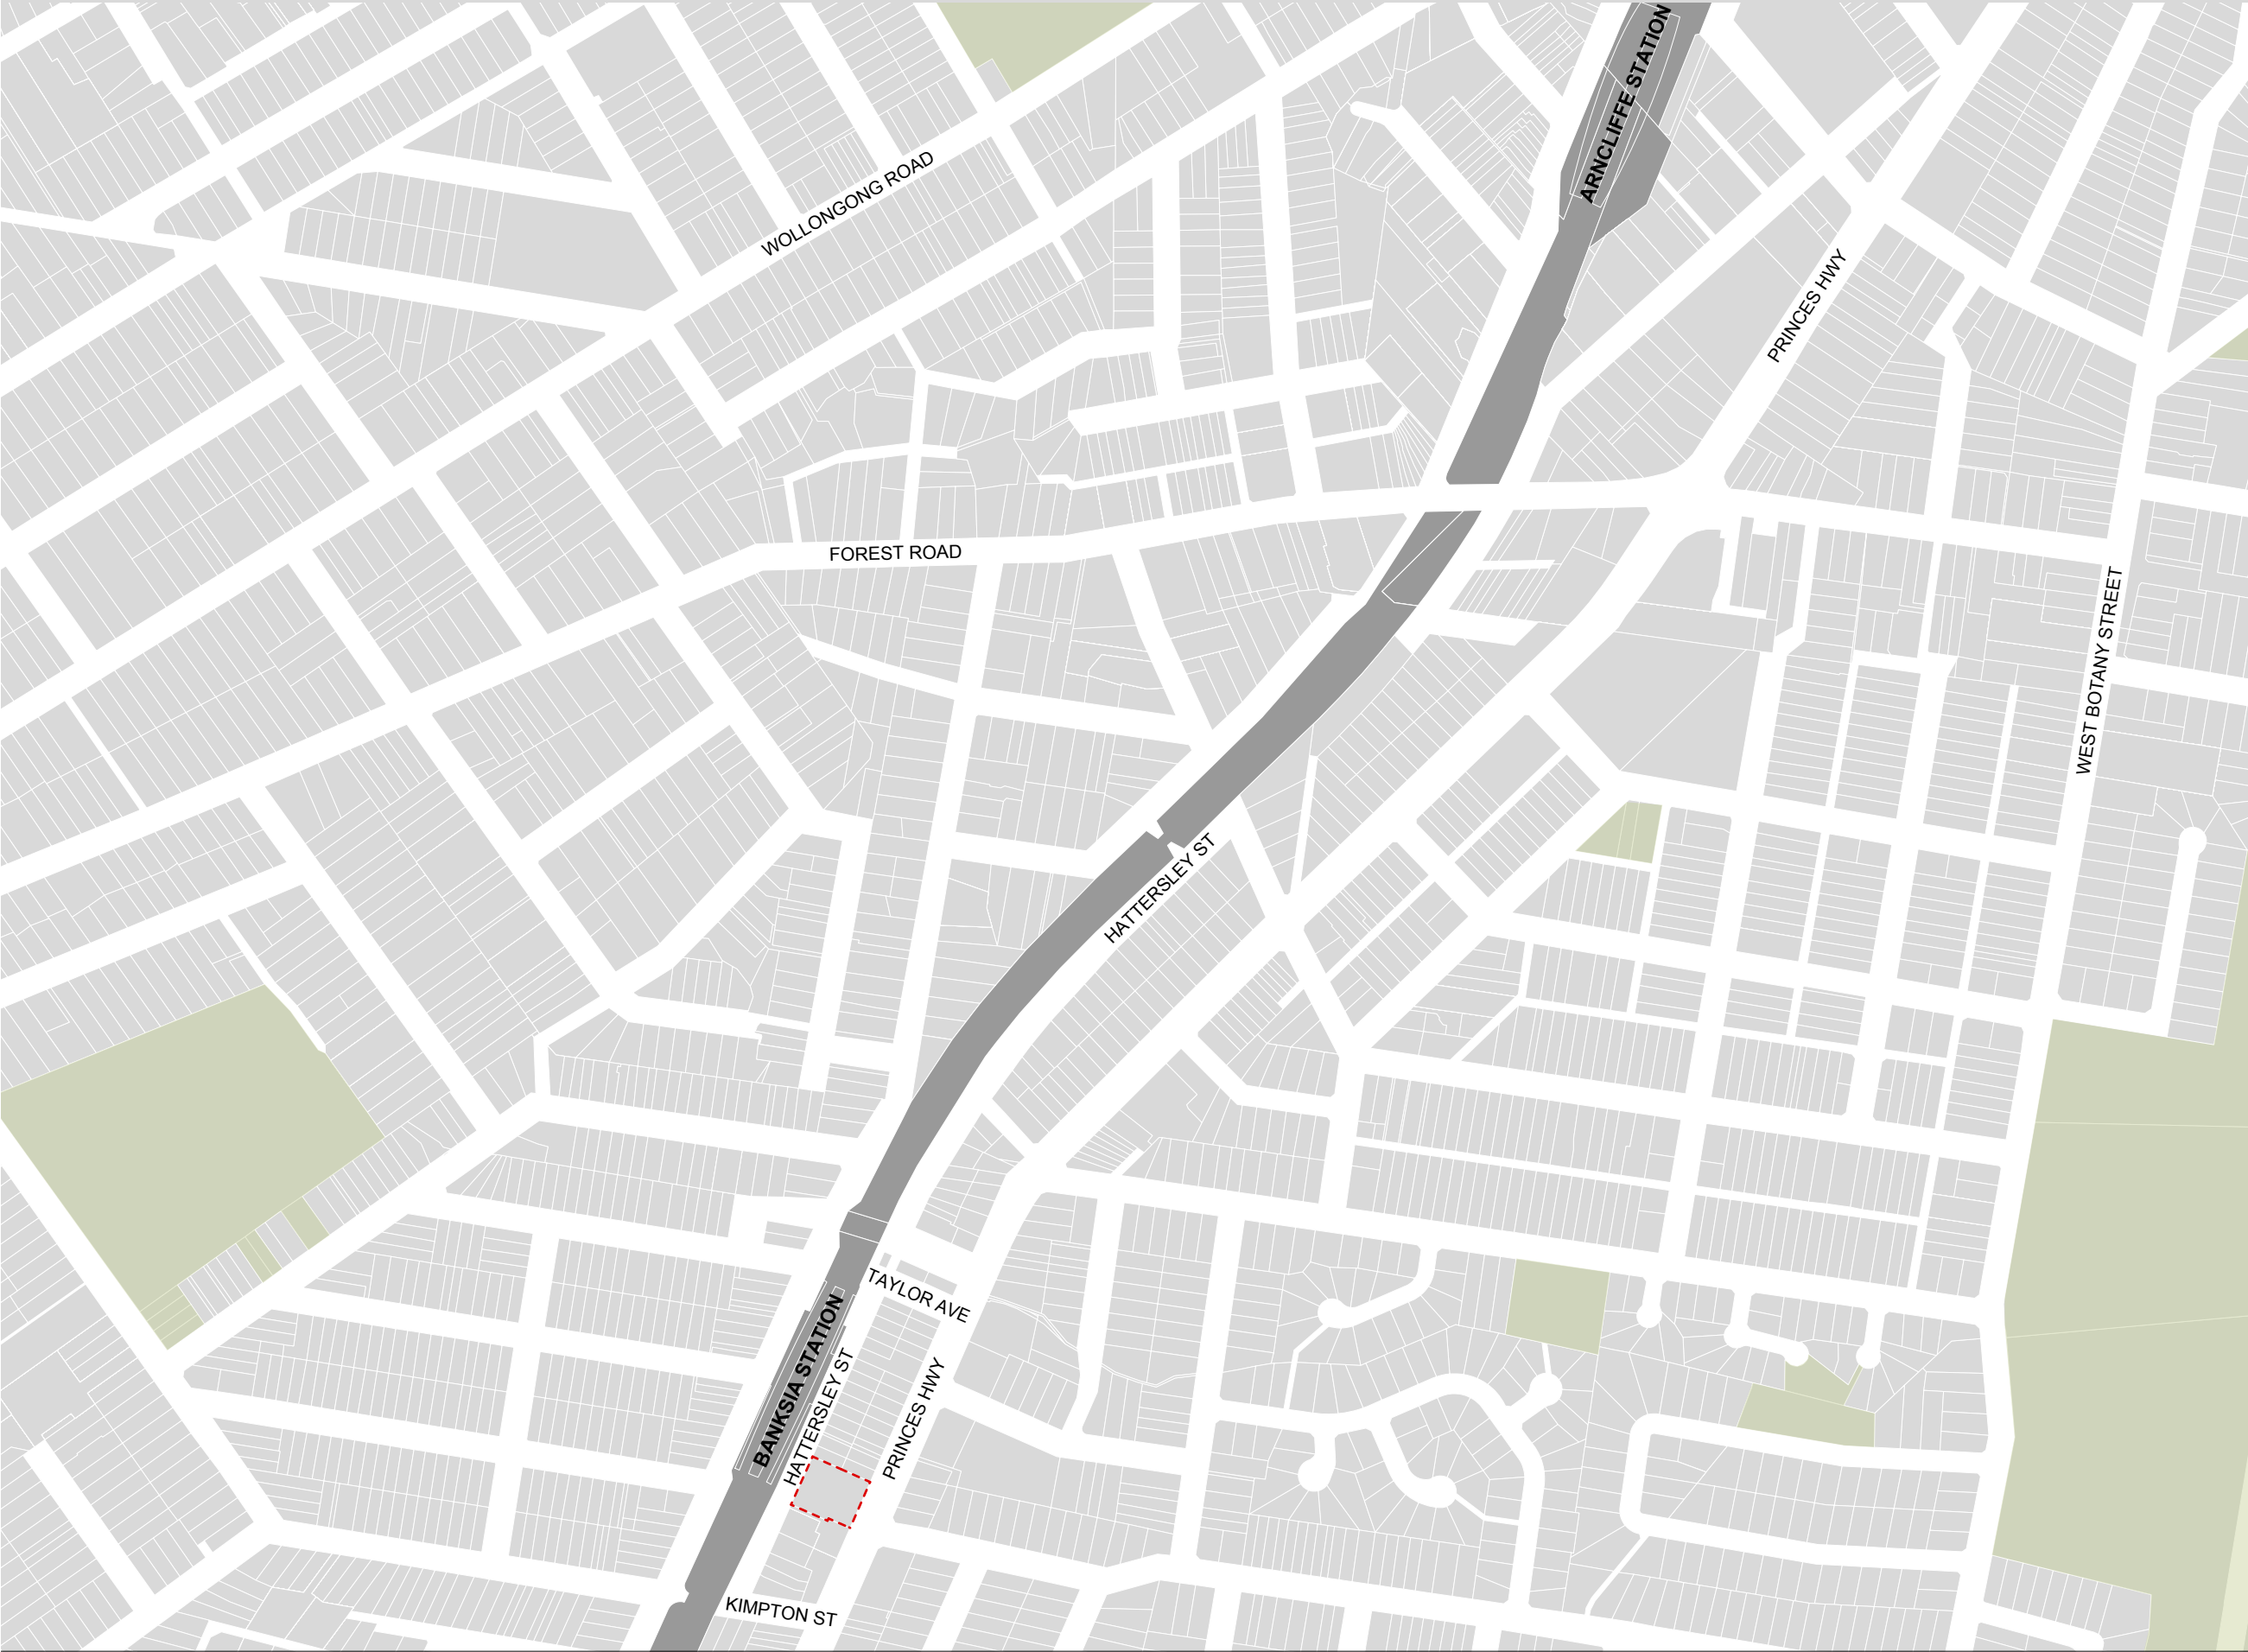 ARNCLIFFE STATION
WOLLONGONG ROAD
PRINCES HWY
FOREST ROAD
WEST BOTANY STREET
HATTERSLEY ST
TAYLOR AVE
BANKSIA STATION
HATTERSLEY ST
PRINCES HWY
KIMPTON ST